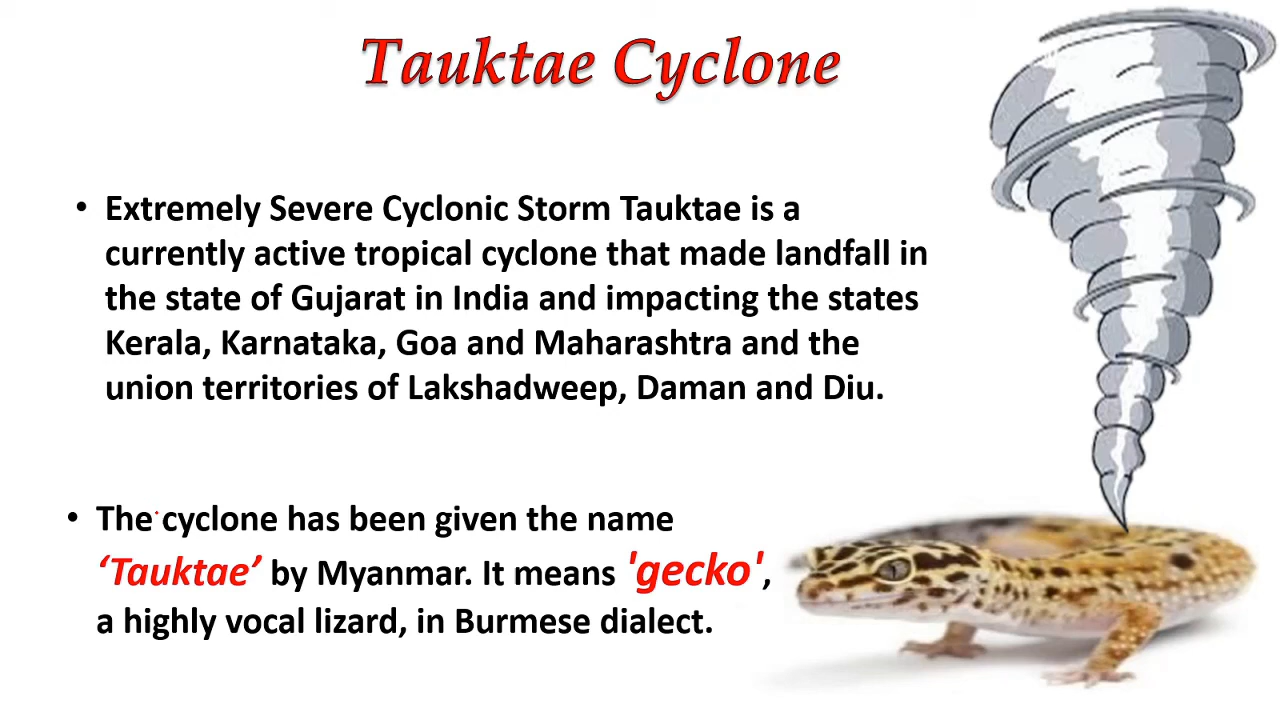 Tauktae Cyclone
• Extremely Severe Cyclonic Storm Tauktae is a
currently active tropical cyclone that made landfall in
the state of Gujarat in India and impacting the states
Kerala, Karnataka, Goa and Maharashtra and the
union territories of Lakshadweep, Daman and Diu.
• The cyclone has been given the name
‘Tauktae’ by Myanmar. It means 'gecko',
a highly vocal lizard, in Burmese dialect.